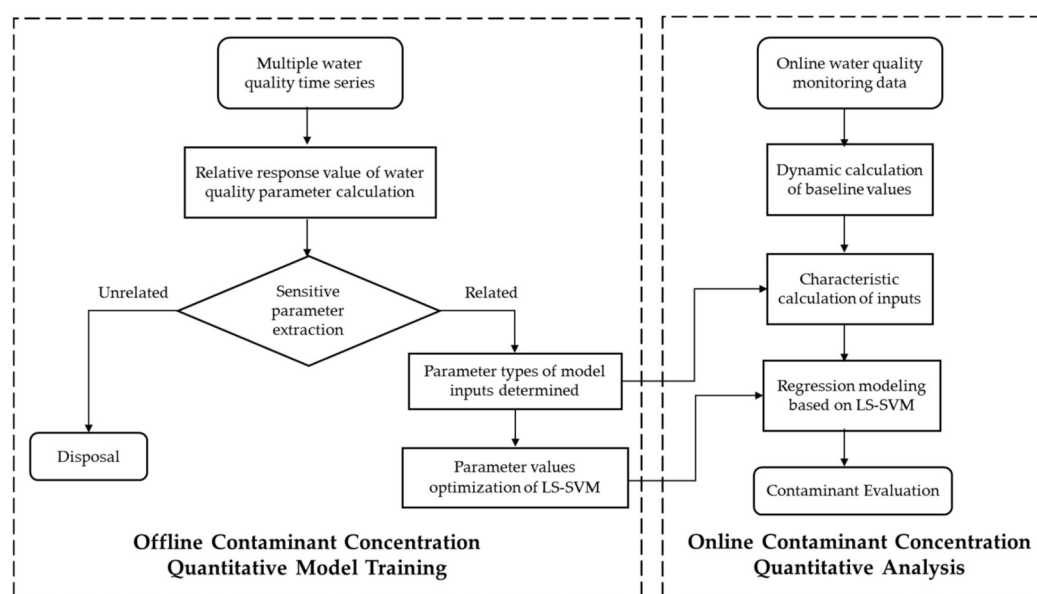 Multiple water
quality time series
Relative response value of water
quality parameter calculation
Unrelated
Sensitive
parameter
extraction
Related
Parameter types of model
inputs determined
Disposal
Parameter values
optimization of LS-SVM
Offline Contaminant Concentration
Quantitative Model Training
Online water quality
monitoring data
Dynamic calculation
of baseline values
Characteristic
calculation of inputs
Regression modeling
based on LS-SVM
Contaminant Evaluation
Online Contaminant Concentration
Quantitative Analysis